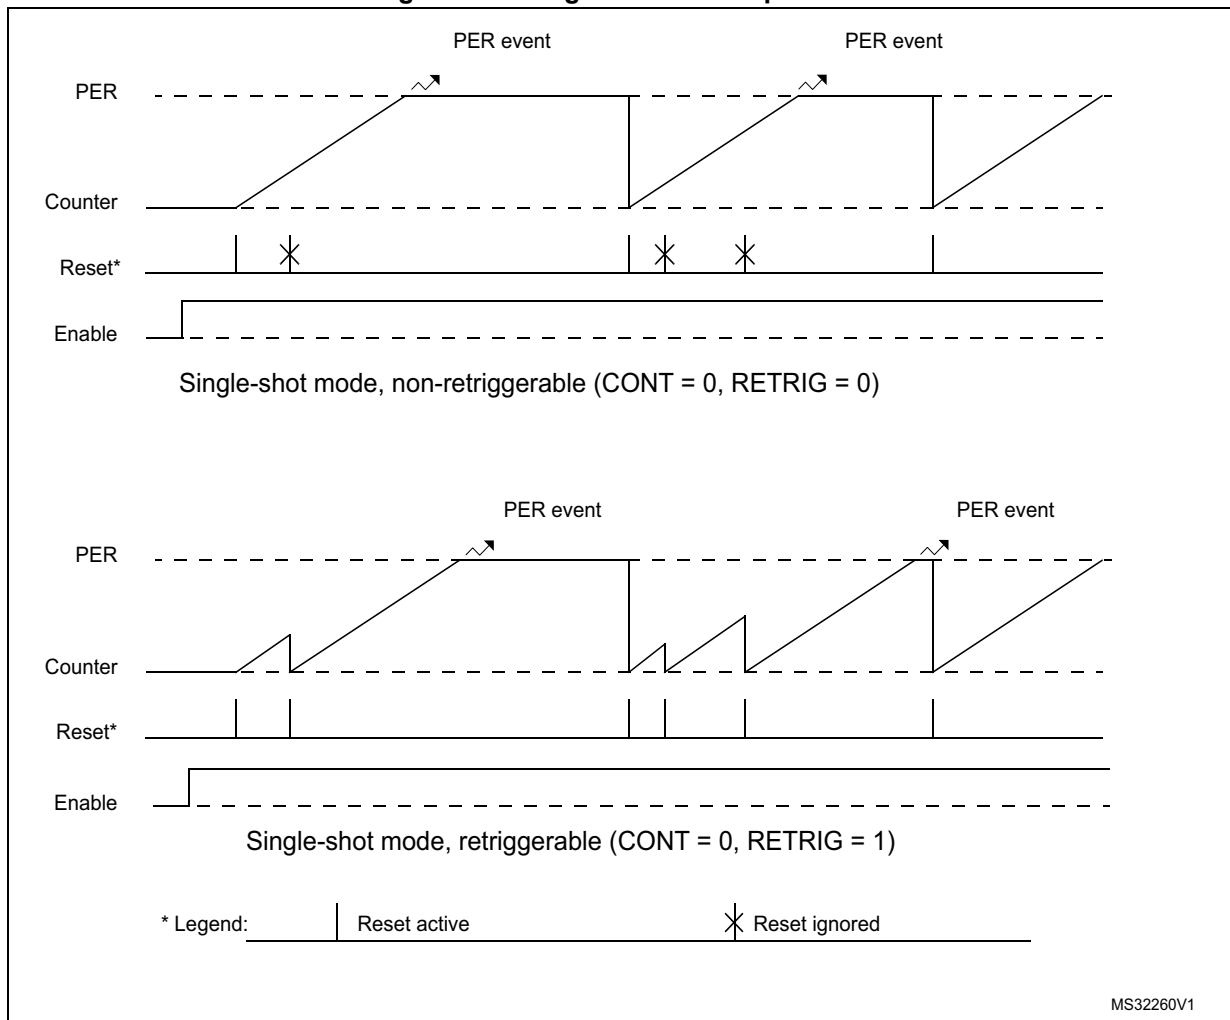 PER event PER event
PER
Counter
Reset*
Enable
Single-shot mode, non-retriggerable (CONT = 0, RETRIG = 0)
PER event PER event
PER
Counter
Reset*
Enable
Single-shot mode, retriggerable (CONT = 0, RETRIG = 1)
* Legend: Reset active Reset ignored
MS32260V1